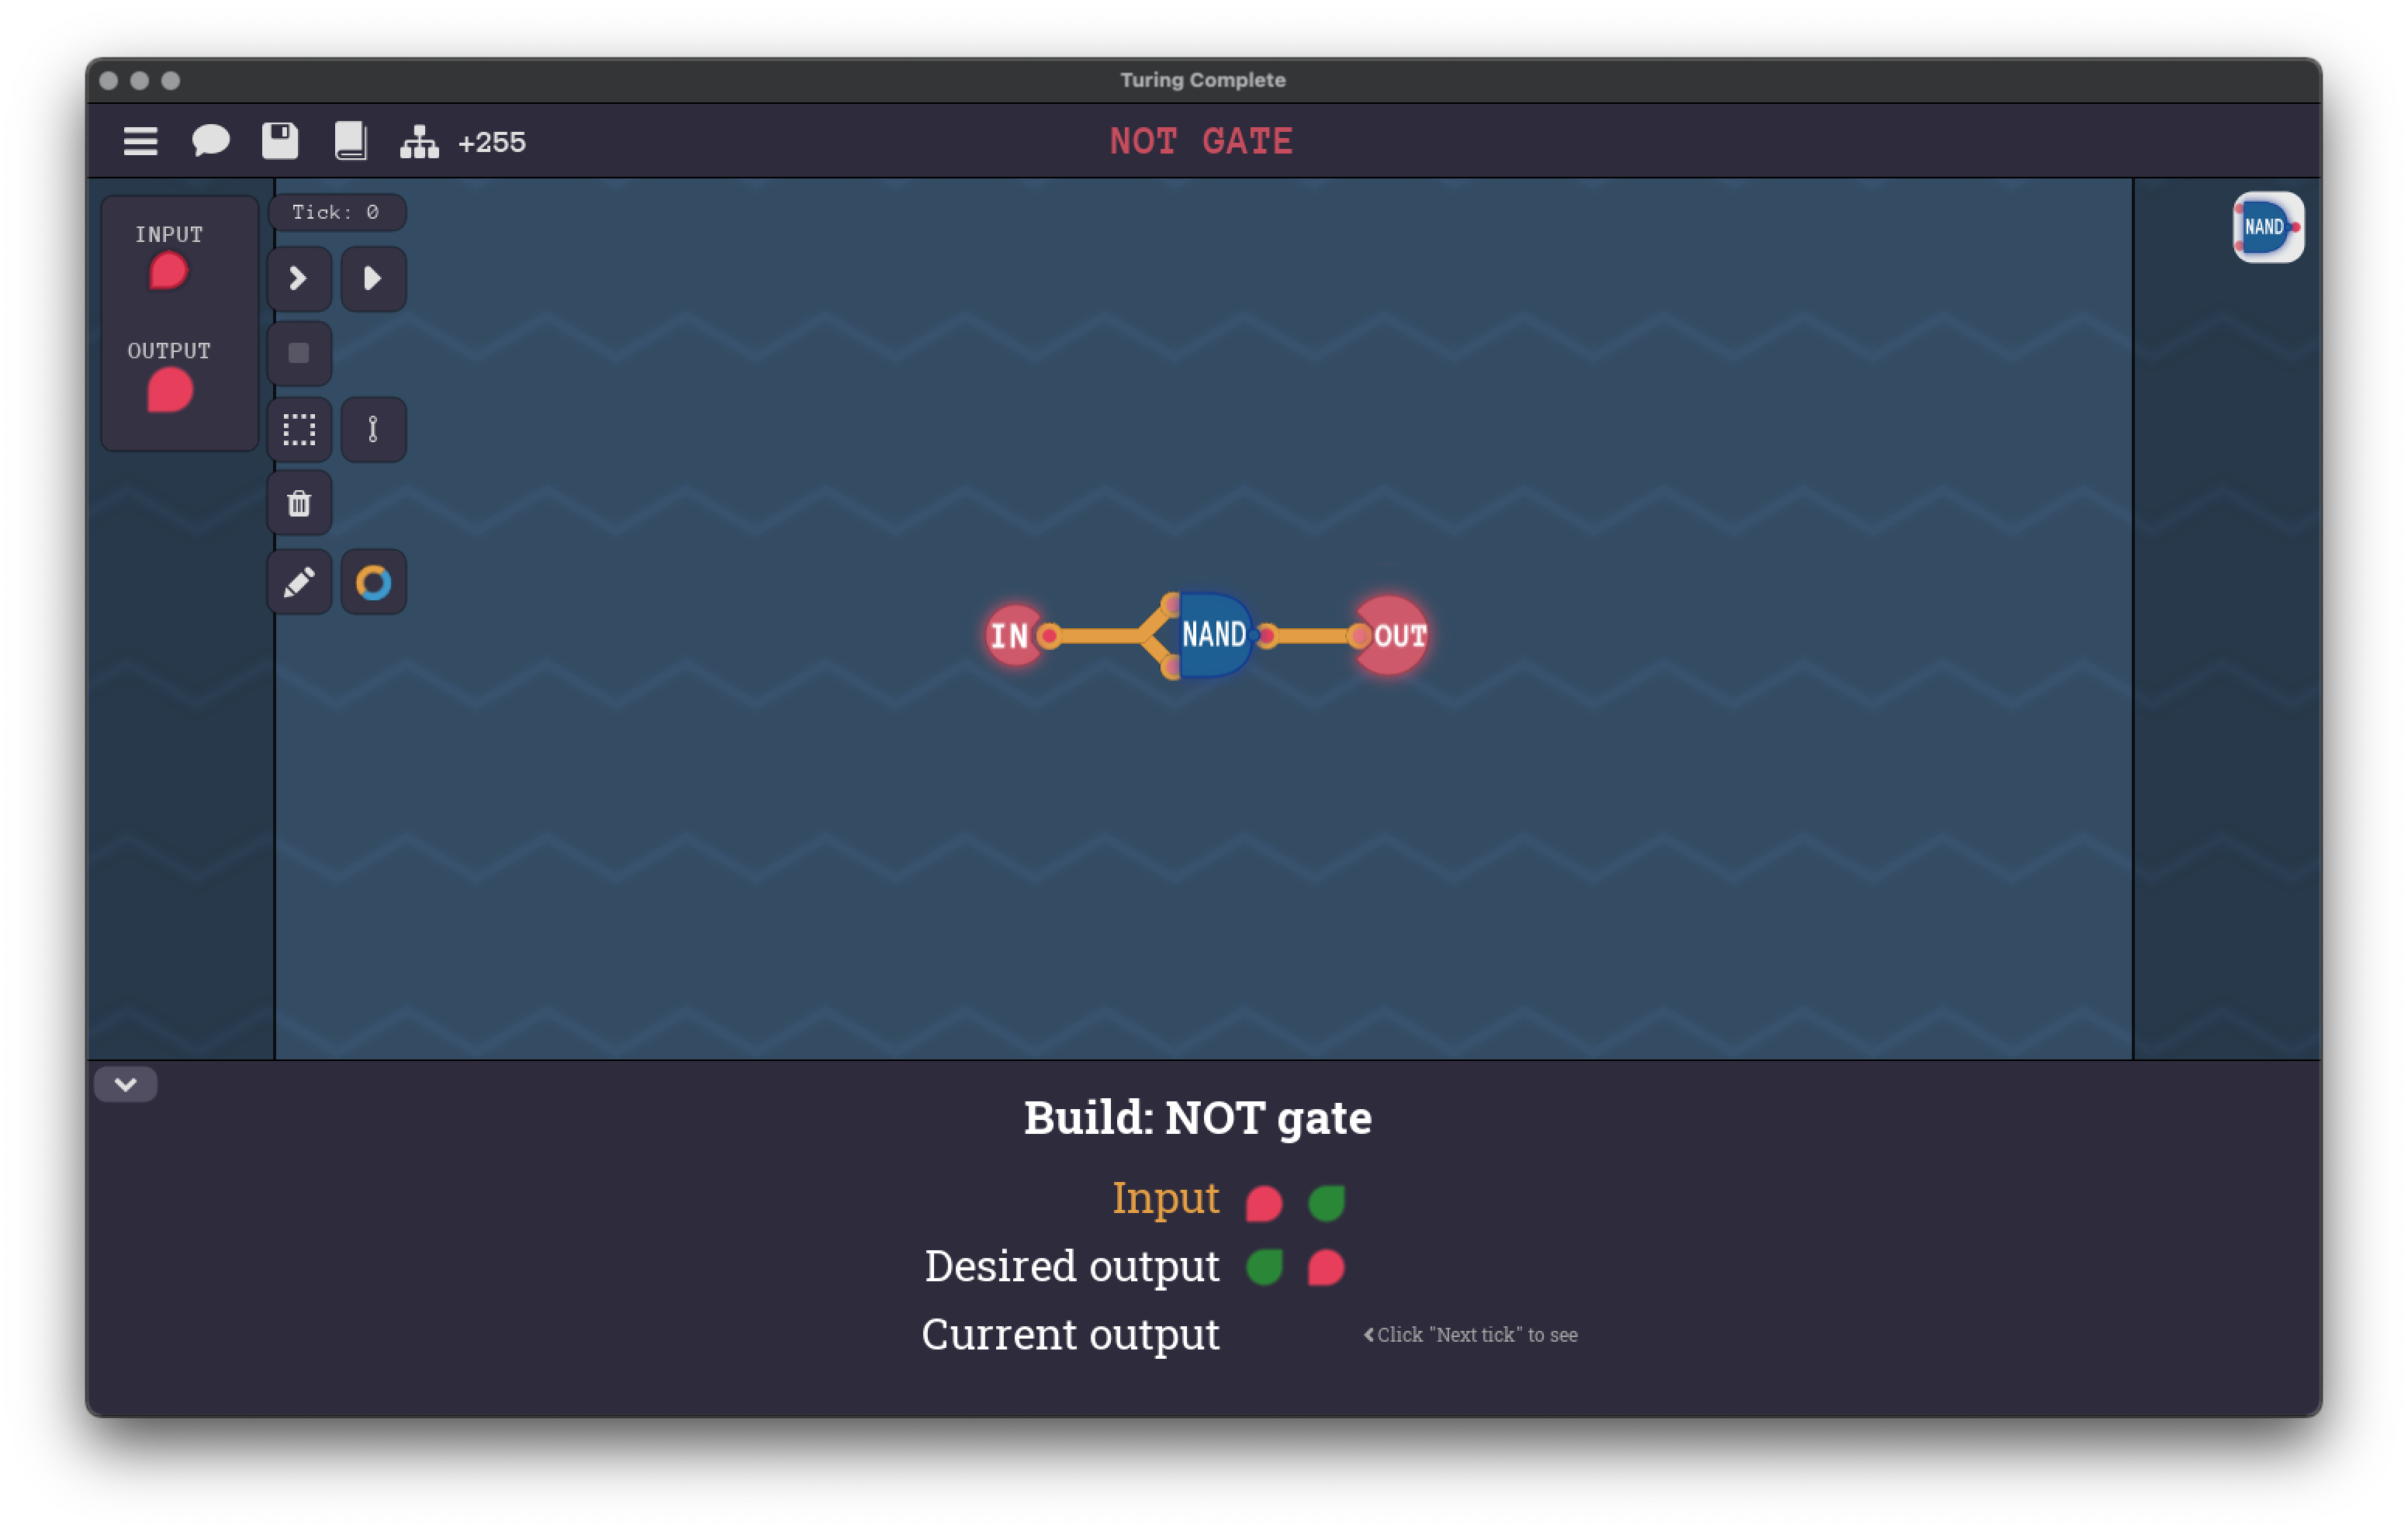 Turing Complete
+255
NOT GATE
INPUT
Tick: 0
NAND
OUTPUT
IN
NAND
OUT
Build: NOT gate
Input
Desired output
Current output
Click "Next tick" to see